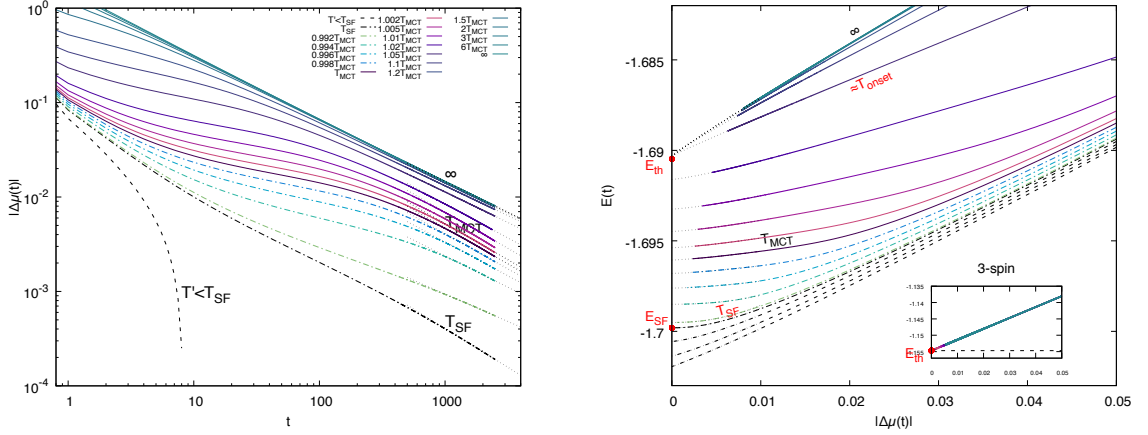 10^0
10^-1
10^-2
10^-3
10^-4
|Δμ(t)|
1
10
100
1000
t
T'<T_SF
T_SF
0.992T_MCT
0.994T_MCT
0.996T_MCT
0.998T_MCT
T_MCT
1.002T_MCT
1.005T_MCT
1.01T_MCT
1.02T_MCT
1.05T_MCT
1.1T_MCT
1.2T_MCT
1.5T_MCT
2T_MCT
3T_MCT
6T_MCT
∞
∞
T_MCT
T'<T_SF
T_SF
-1.685
-1.69
-1.695
-1.7
E(t)
E_th
E_SF
∞
≈T_onset
T_MCT
T_SF
3-spin
-1.135
-1.14
-1.145
-1.15
-1.155
E_th
0
0.01
0.02
0.03
0.04
0.05
0
0.01
0.02
0.03
0.04
0.05
|Δμ(t)|